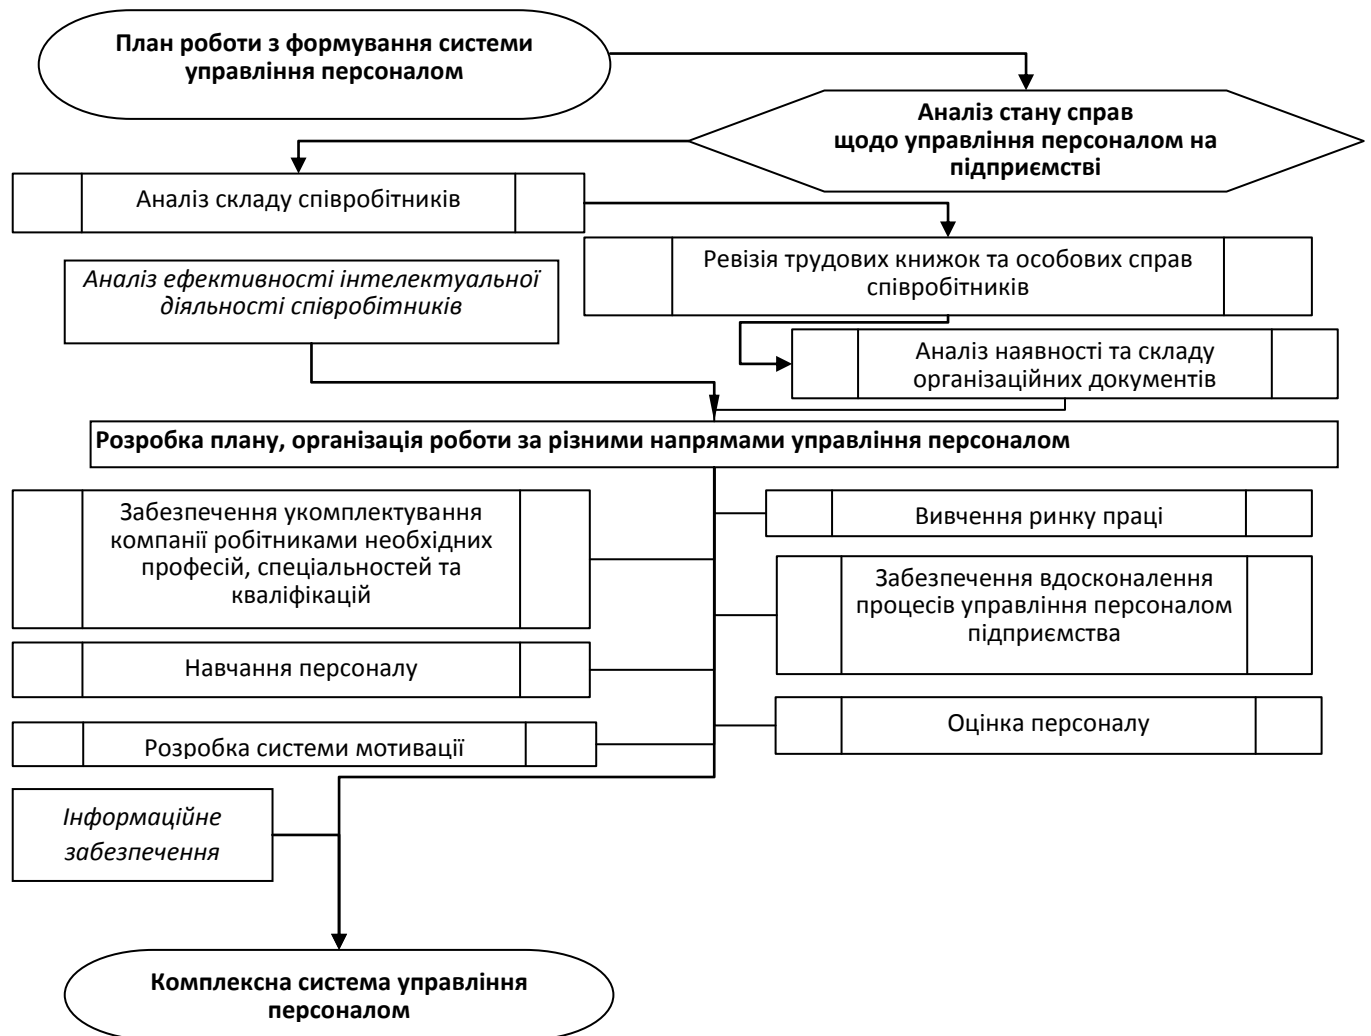 План роботи з формування системи
управління персоналом
Аналіз стану справ
щодо управління персоналом на
підприємстві
Аналіз складу співробітників
Ревізія трудових книжок та особових справ
співробітників
Аналіз ефективності інтелектуальної
діяльності співробітників
Аналіз наявності та складу
організаційних документів
Розробка плану, організація роботи за різними напрямами управління персоналом
Забезпечення укомплектування
компанії робітниками необхідних
професій, спеціальностей та
кваліфікацій
Вивчення ринку праці
Забезпечення вдосконалення
процесів управління персоналом
підприємства
Навчання персоналу
Оцінка персоналу
Розробка системи мотивації
Інформаційне
забезпечення
Комплексна система управління
персоналом